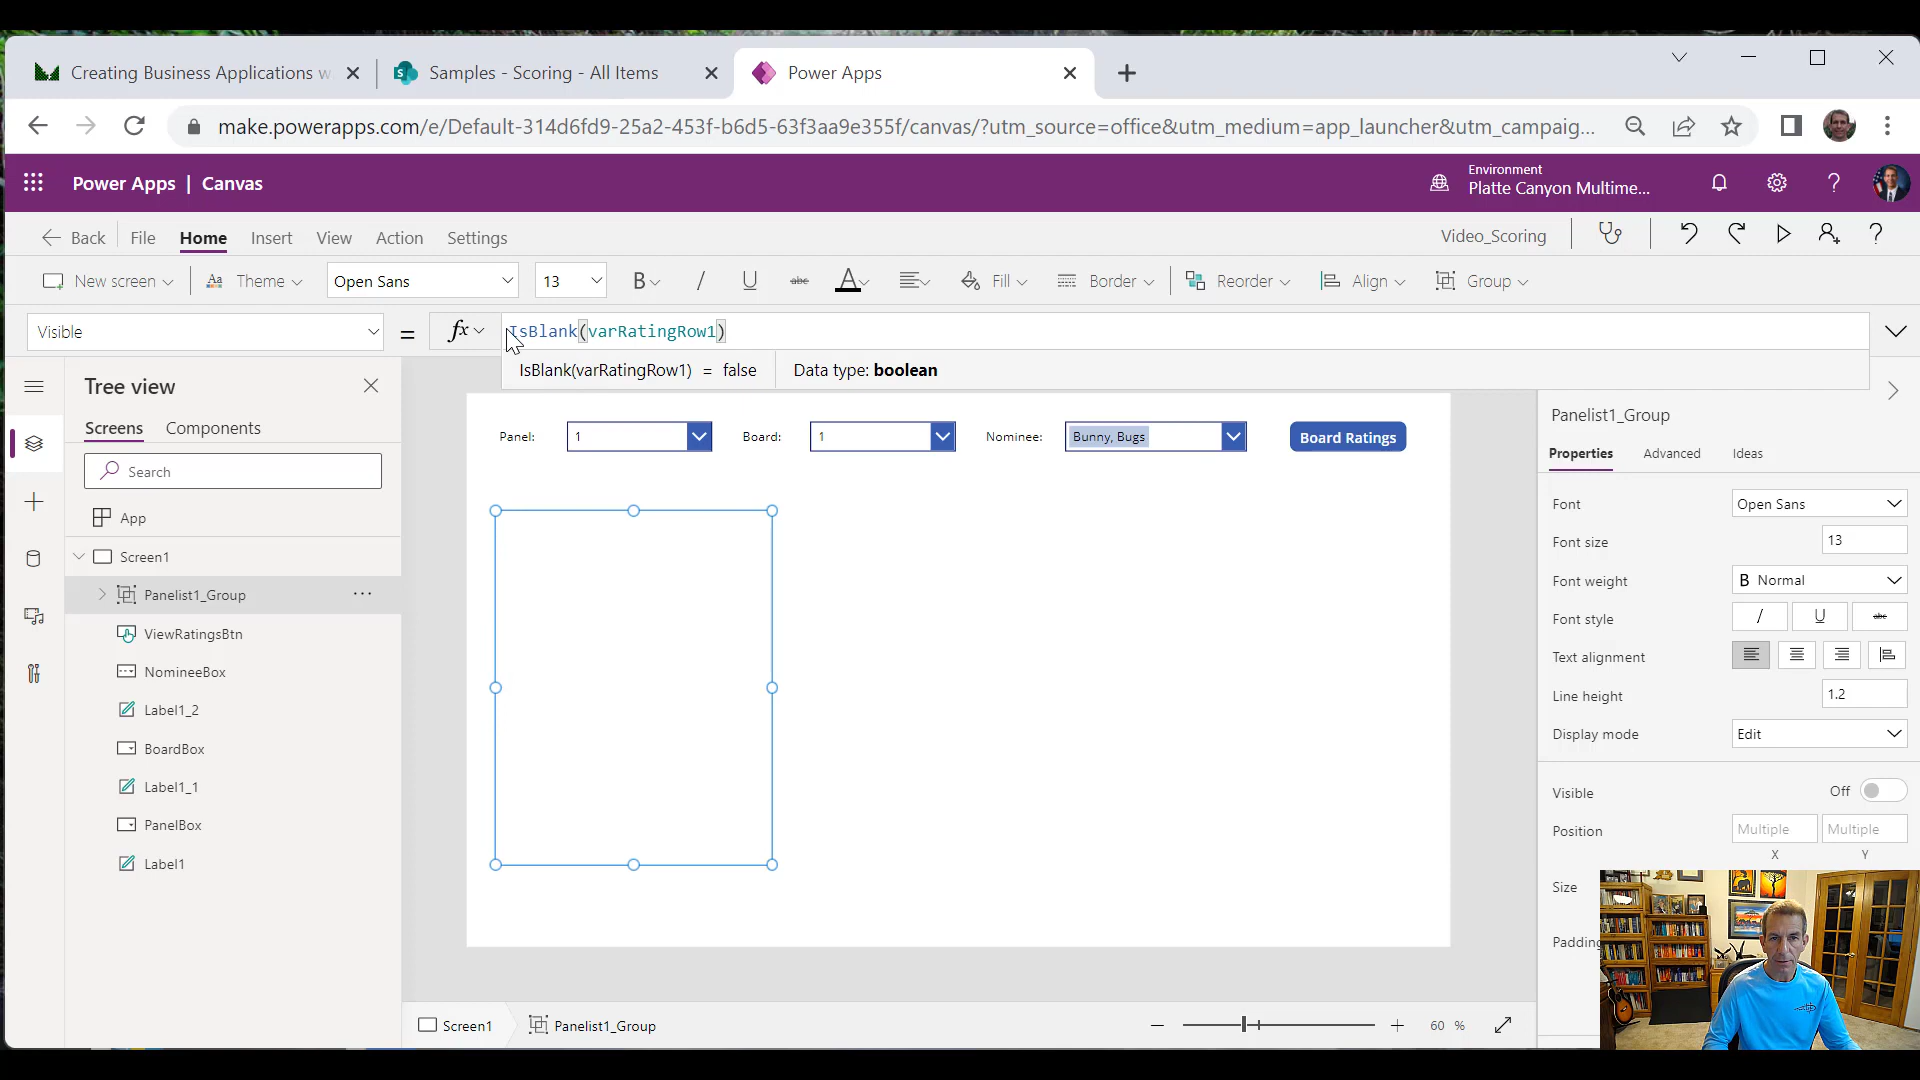 Creating Business Applications w
Samples - Scoring - All Items
Power Apps
make.powerapps.com/e/Default-314d6fd9-25a2-453f-b6d5-63f3aa9e355f/canvas/?utm_source=office&utm_medium=app_launcher&utm_campaig...
Power Apps | Canvas
Environment
Platte Canyon Multime...
Back
File
Home
Insert
View
Action
Settings
Video_Scoring
New screen
Theme
Open Sans
13
Fill
Border
Reorder
Align
Group
Visible
=
fx
IsBlank(varRatingRow1)
IsBlank(varRatingRow1) = false
Data type: boolean
Tree view
Screens
Components
Search
App
Screen1
Panelist1_Group
ViewRatingsBtn
NomineeBox
Label1_2
BoardBox
Label1_1
PanelBox
Label1
Panel:
1
Board:
1
Nominee:
Bunny, Bugs
Board Ratings
Panelist1_Group
Properties
Advanced
Ideas
Font
Open Sans
Font size
13
Font weight
B Normal
Font style
Text alignment
Line height
1.2
Display mode
Edit
Visible
Off
Position
Multiple
Multiple
X
Y
Size
Padding
Screen1
Panelist1_Group
60 %